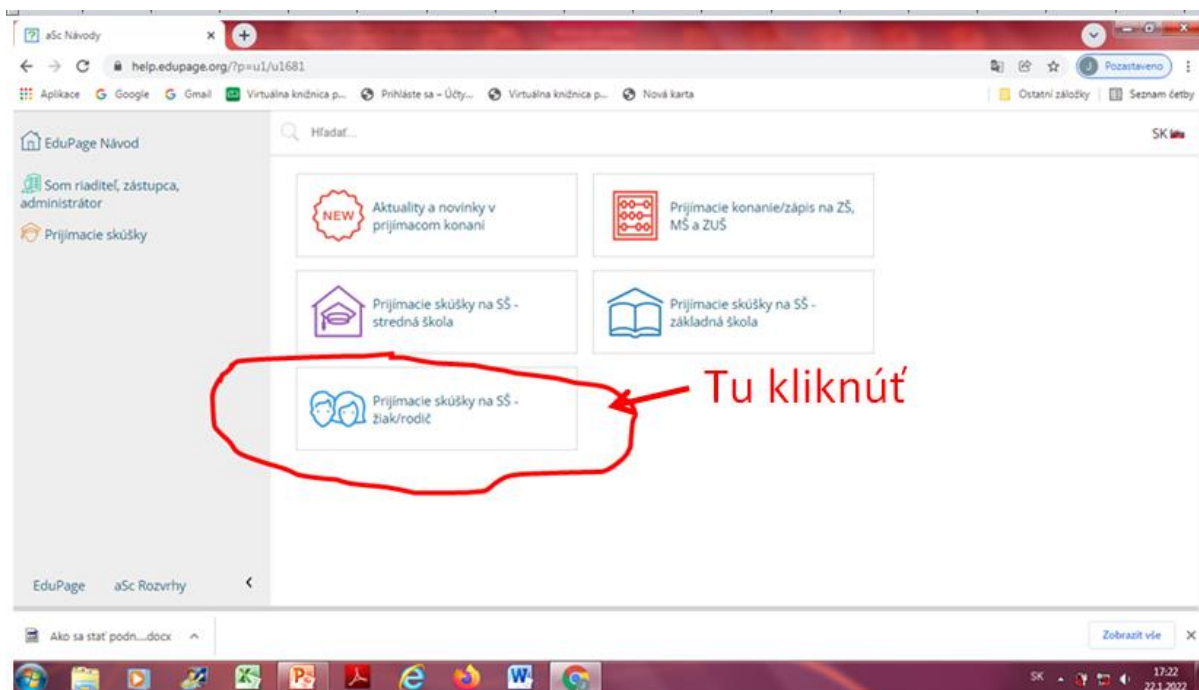 aSc Návody
help.edupage.org/?p=u1/u1681
J Pozastaveno
Aplikace Google Gmail Virtuálna knižnica p... Prihláste sa – Účty... Virtuálna knižnica p... Nová karta Ostatní záložky Seznam četby
EduPage Návod
Som riaditeľ, zástupca,
administrátor
Prijímacie skúšky
Hľadať...
SK
NEW
Aktuality a novinky v
prijímacom konaní
Prijímacie konanie/zápis na ZŠ,
MŠ a ZUŠ
Prijímacie skúšky na SŠ -
stredná škola
Prijímacie skúšky na SŠ -
základná škola
Prijímacie skúšky na SŠ -
žiak/rodič
Tu kliknúť
EduPage aSc Rozvrhy
Ako sa stať podn....docx
Zobrazit vše
SK
17:22
22.1.2022